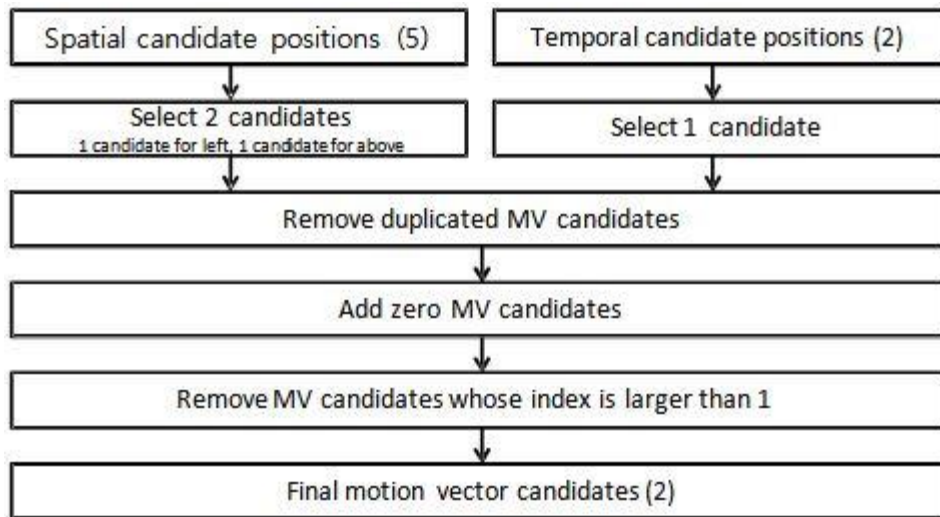 Spatial candidate positions (5)
Temporal candidate positions (2)
Select 2 candidates
1 candidate for left, 1 candidate for above
Select 1 candidate
Remove duplicated MV candidates
Add zero MV candidates
Remove MV candidates whose index is larger than 1
Final motion vector candidates (2)